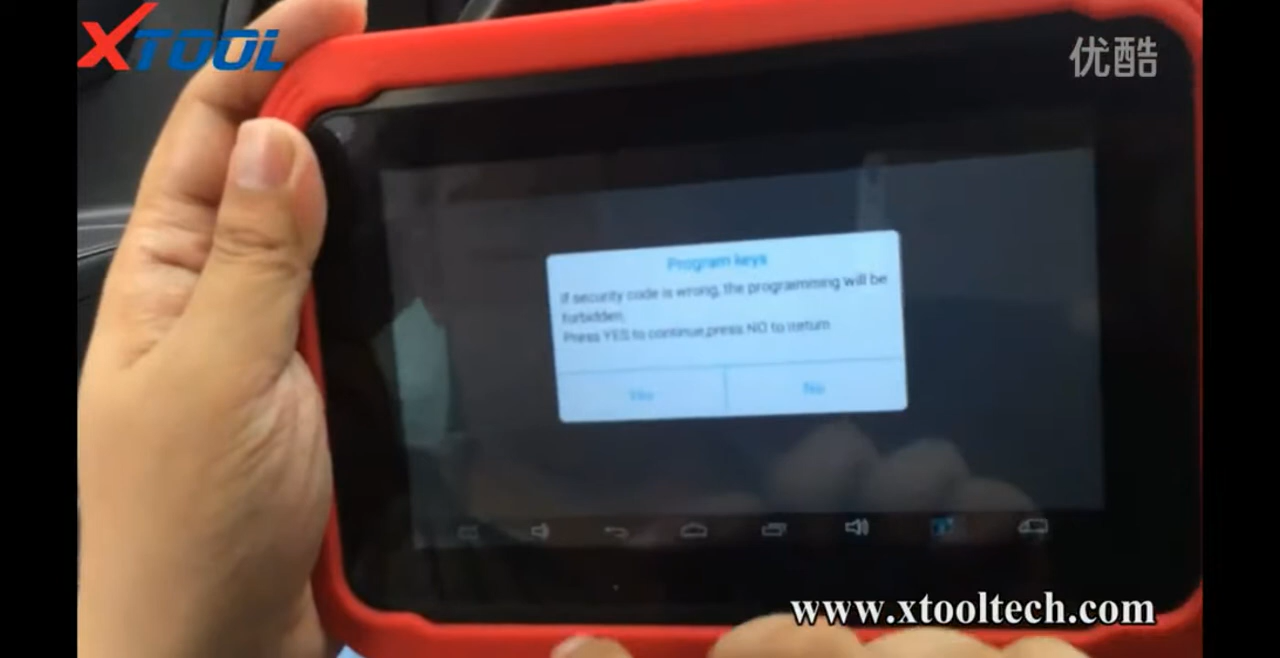 XTOOL
优酷
Program keys
If security code is wrong, the programming will be
forbidden.
Press YES to continue,press NO to return
Yes
No
www.xtooltech.com